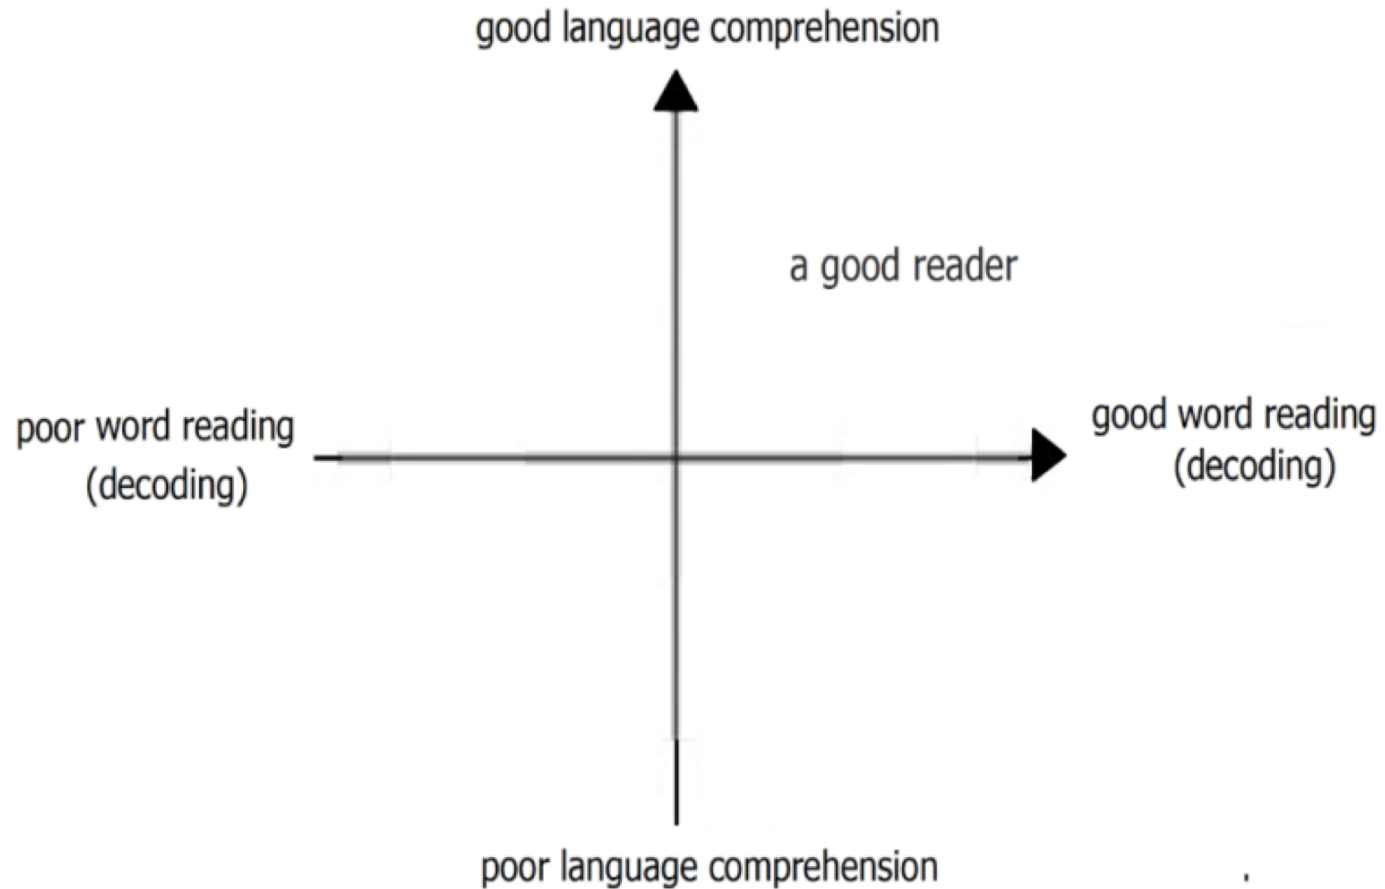 good language comprehension
a good reader
poor word reading
(decoding)
good word reading
(decoding)
poor language comprehension